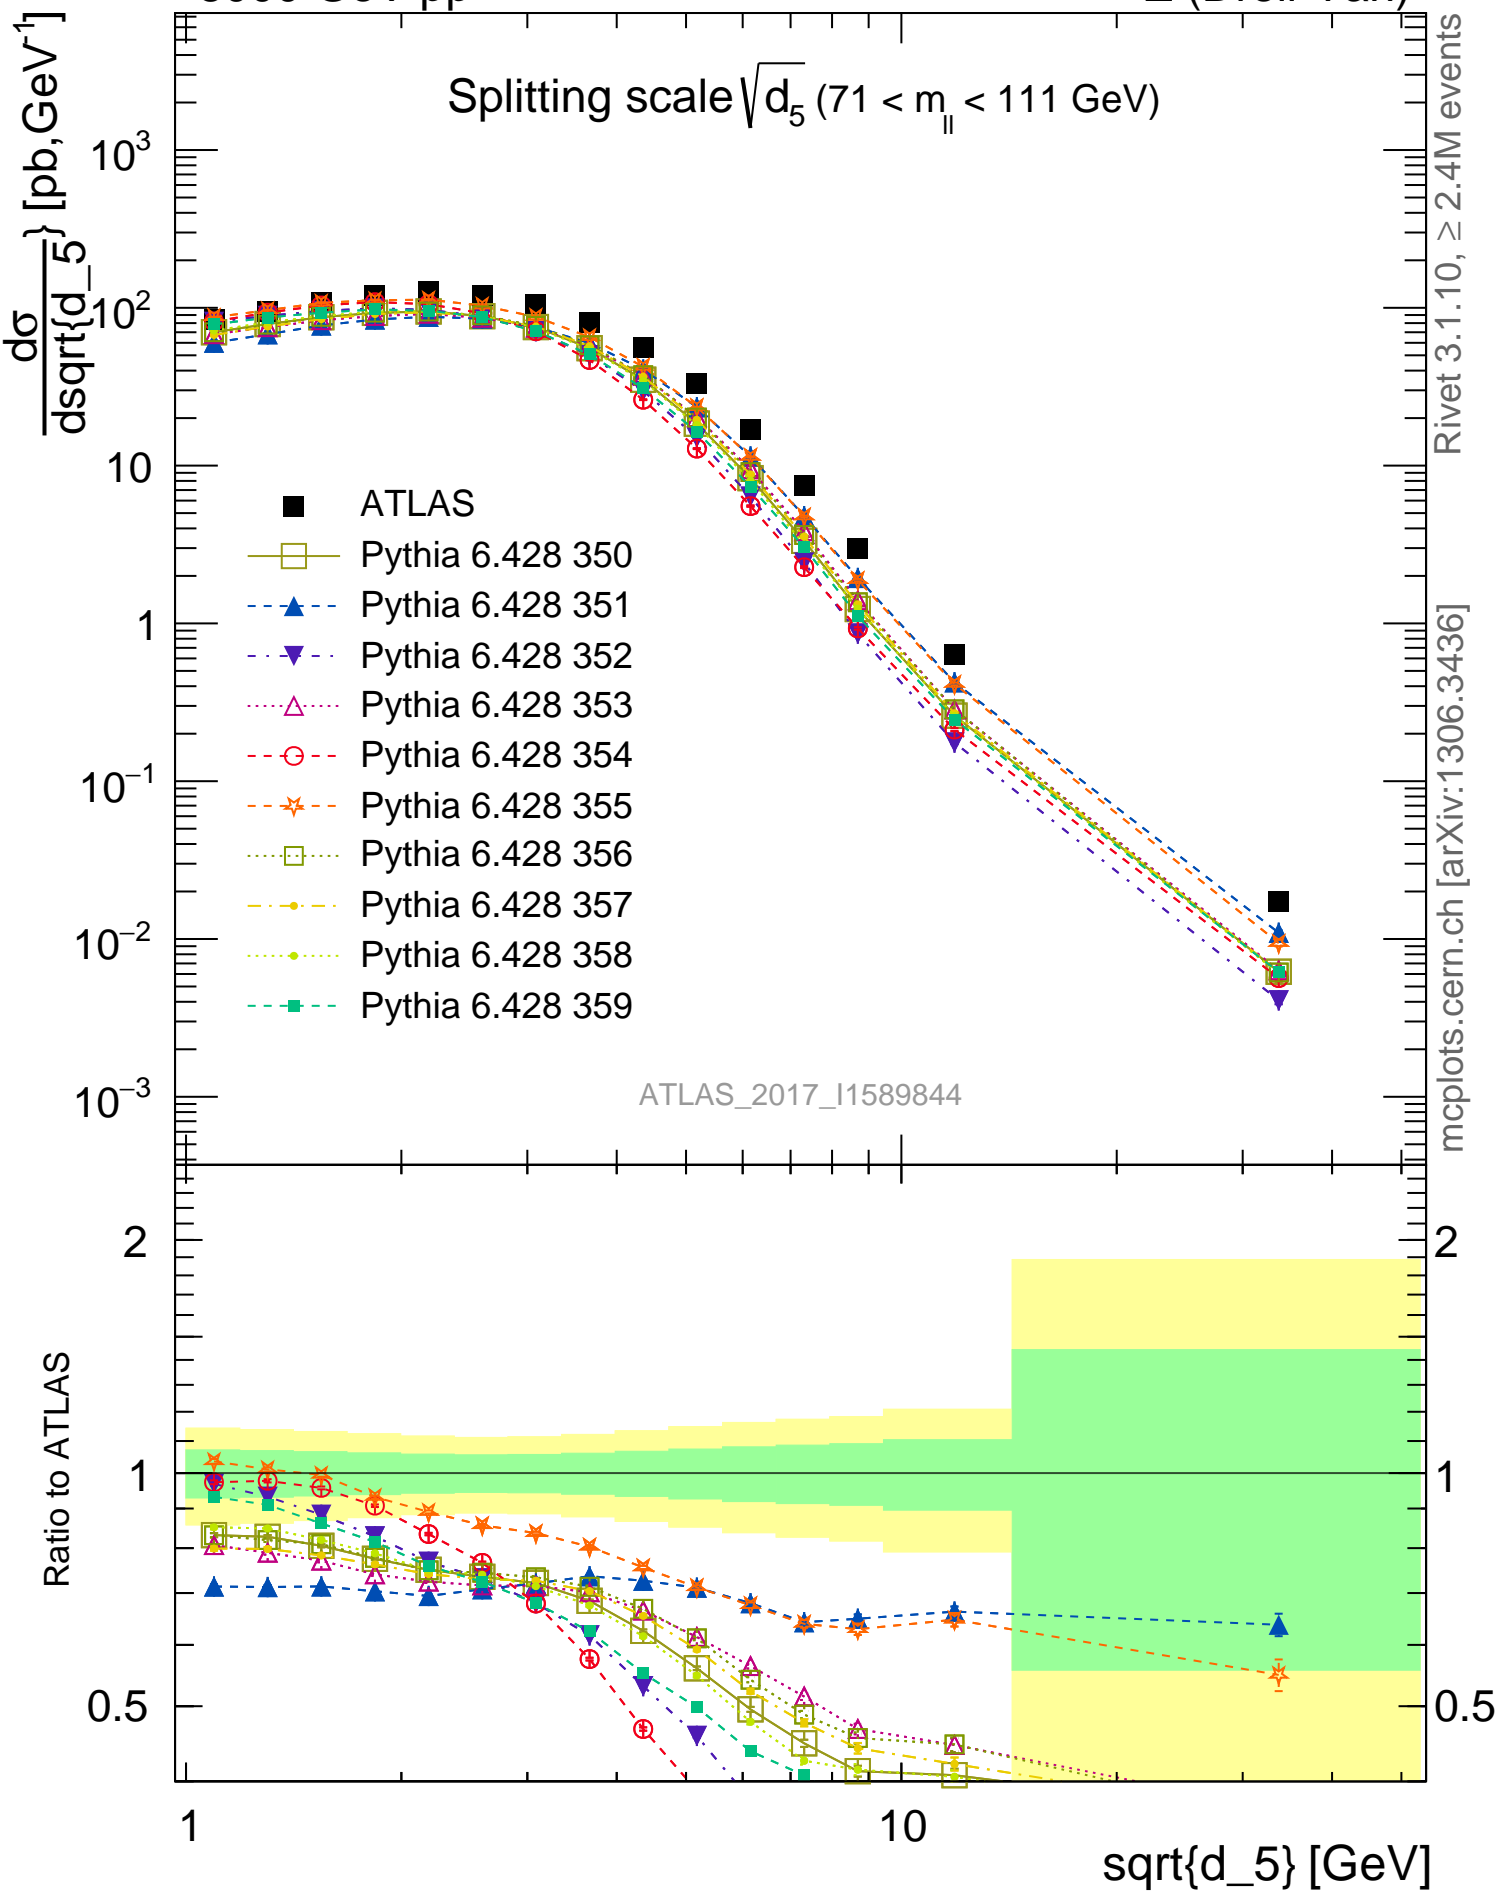 Splitting scale √d5 (71 < mll < 111 GeV)
dσ
dsqrt{d_5} [pb,GeV-1]
10^3
10^2
10
1
10^−1
10^−2
10^−3
ATLAS
Pythia 6.428 350
Pythia 6.428 351
Pythia 6.428 352
Pythia 6.428 353
Pythia 6.428 354
Pythia 6.428 355
Pythia 6.428 356
Pythia 6.428 357
Pythia 6.428 358
Pythia 6.428 359
ATLAS_2017_I1589844
Rivet 3.1.10, ≥ 2.4M events
mcplots.cern.ch [arXiv:1306.3436]
Ratio to ATLAS
2
1
0.5
2
1
0.5
1
10
sqrt{d_5} [GeV]